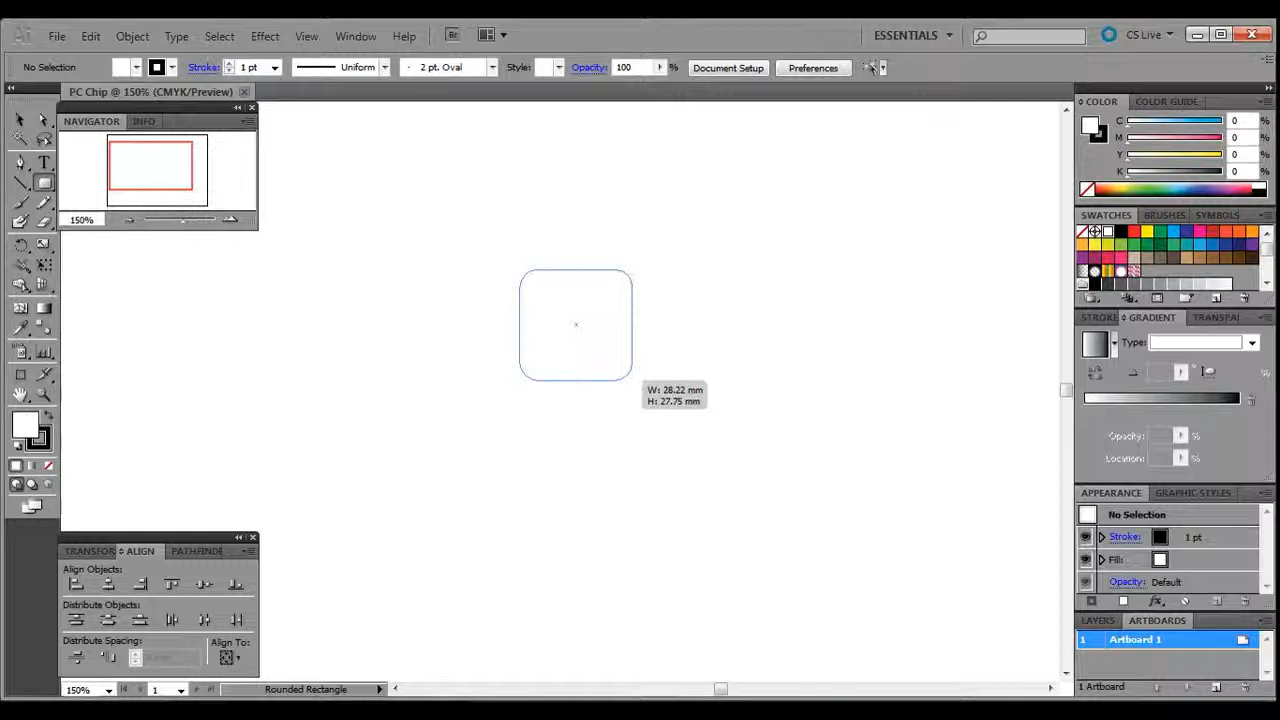 Ai File Edit Object Type Select Effect View Window Help Br ESSENTIALS CS Live
No Selection Stroke: 1 pt Uniform 2 pt. Oval Style: Opacity: 100 % Document Setup Preferences
PC Chip @ 150% (CMYK/Preview)
NAVIGATOR INFO
150%
COLOR COLOR GUIDE
C 0 %
M 0 %
Y 0 %
K 0 %
SWATCHES BRUSHES SYMBOLS
STROKE GRADIENT TRANSPA
Type:
Opacity: %
Location: %
W: 28.22 mm
H: 27.75 mm
APPEARANCE GRAPHIC STYLES
No Selection
Stroke: 1 pt
Fill:
Opacity: Default
TRANSFOR ALIGN PATHFINDE
Align Objects:
Distribute Objects:
Distribute Spacing: Align To:
LAYERS ARTBOARDS
1 Artboard 1
1 Artboard
150% 1 Rounded Rectangle